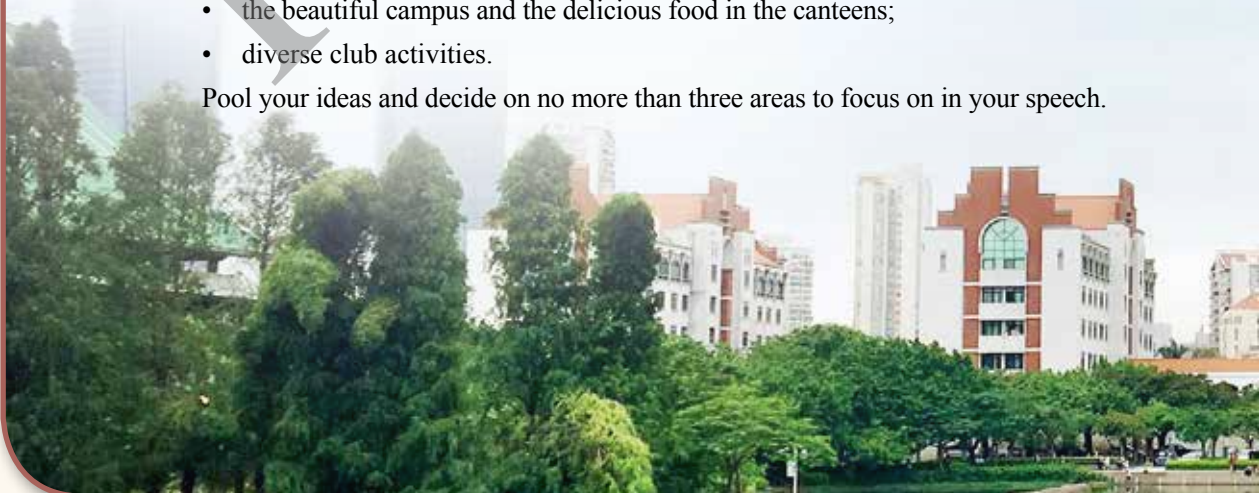 • the beautiful campus and the delicious food in the canteens;
• diverse club activities.
Pool your ideas and decide on no more than three areas to focus on in your speech.